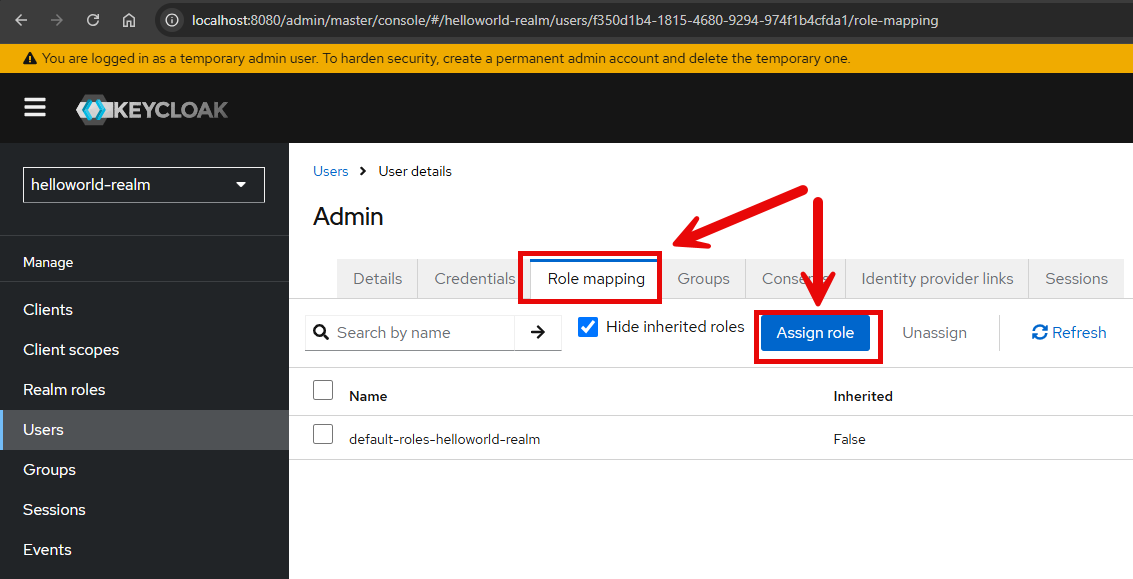 localhost:8080/admin/master/console/#/helloworld-realm/users/f350d1b4-1815-4680-9294-974f1b4cfda1/role-mapping
You are logged in as a temporary admin user. To harden security, create a permanent admin account and delete the temporary one.
KEYCLOAK
helloworld-realm
Manage
Clients
Client scopes
Realm roles
Users
Groups
Sessions
Events
Users > User details
Admin
Details Credentials Role mapping Groups Identity provider links Sessions
Search by name Hide inherited roles Assign role Unassign Refresh
Name Inherited
default-roles-helloworld-realm False